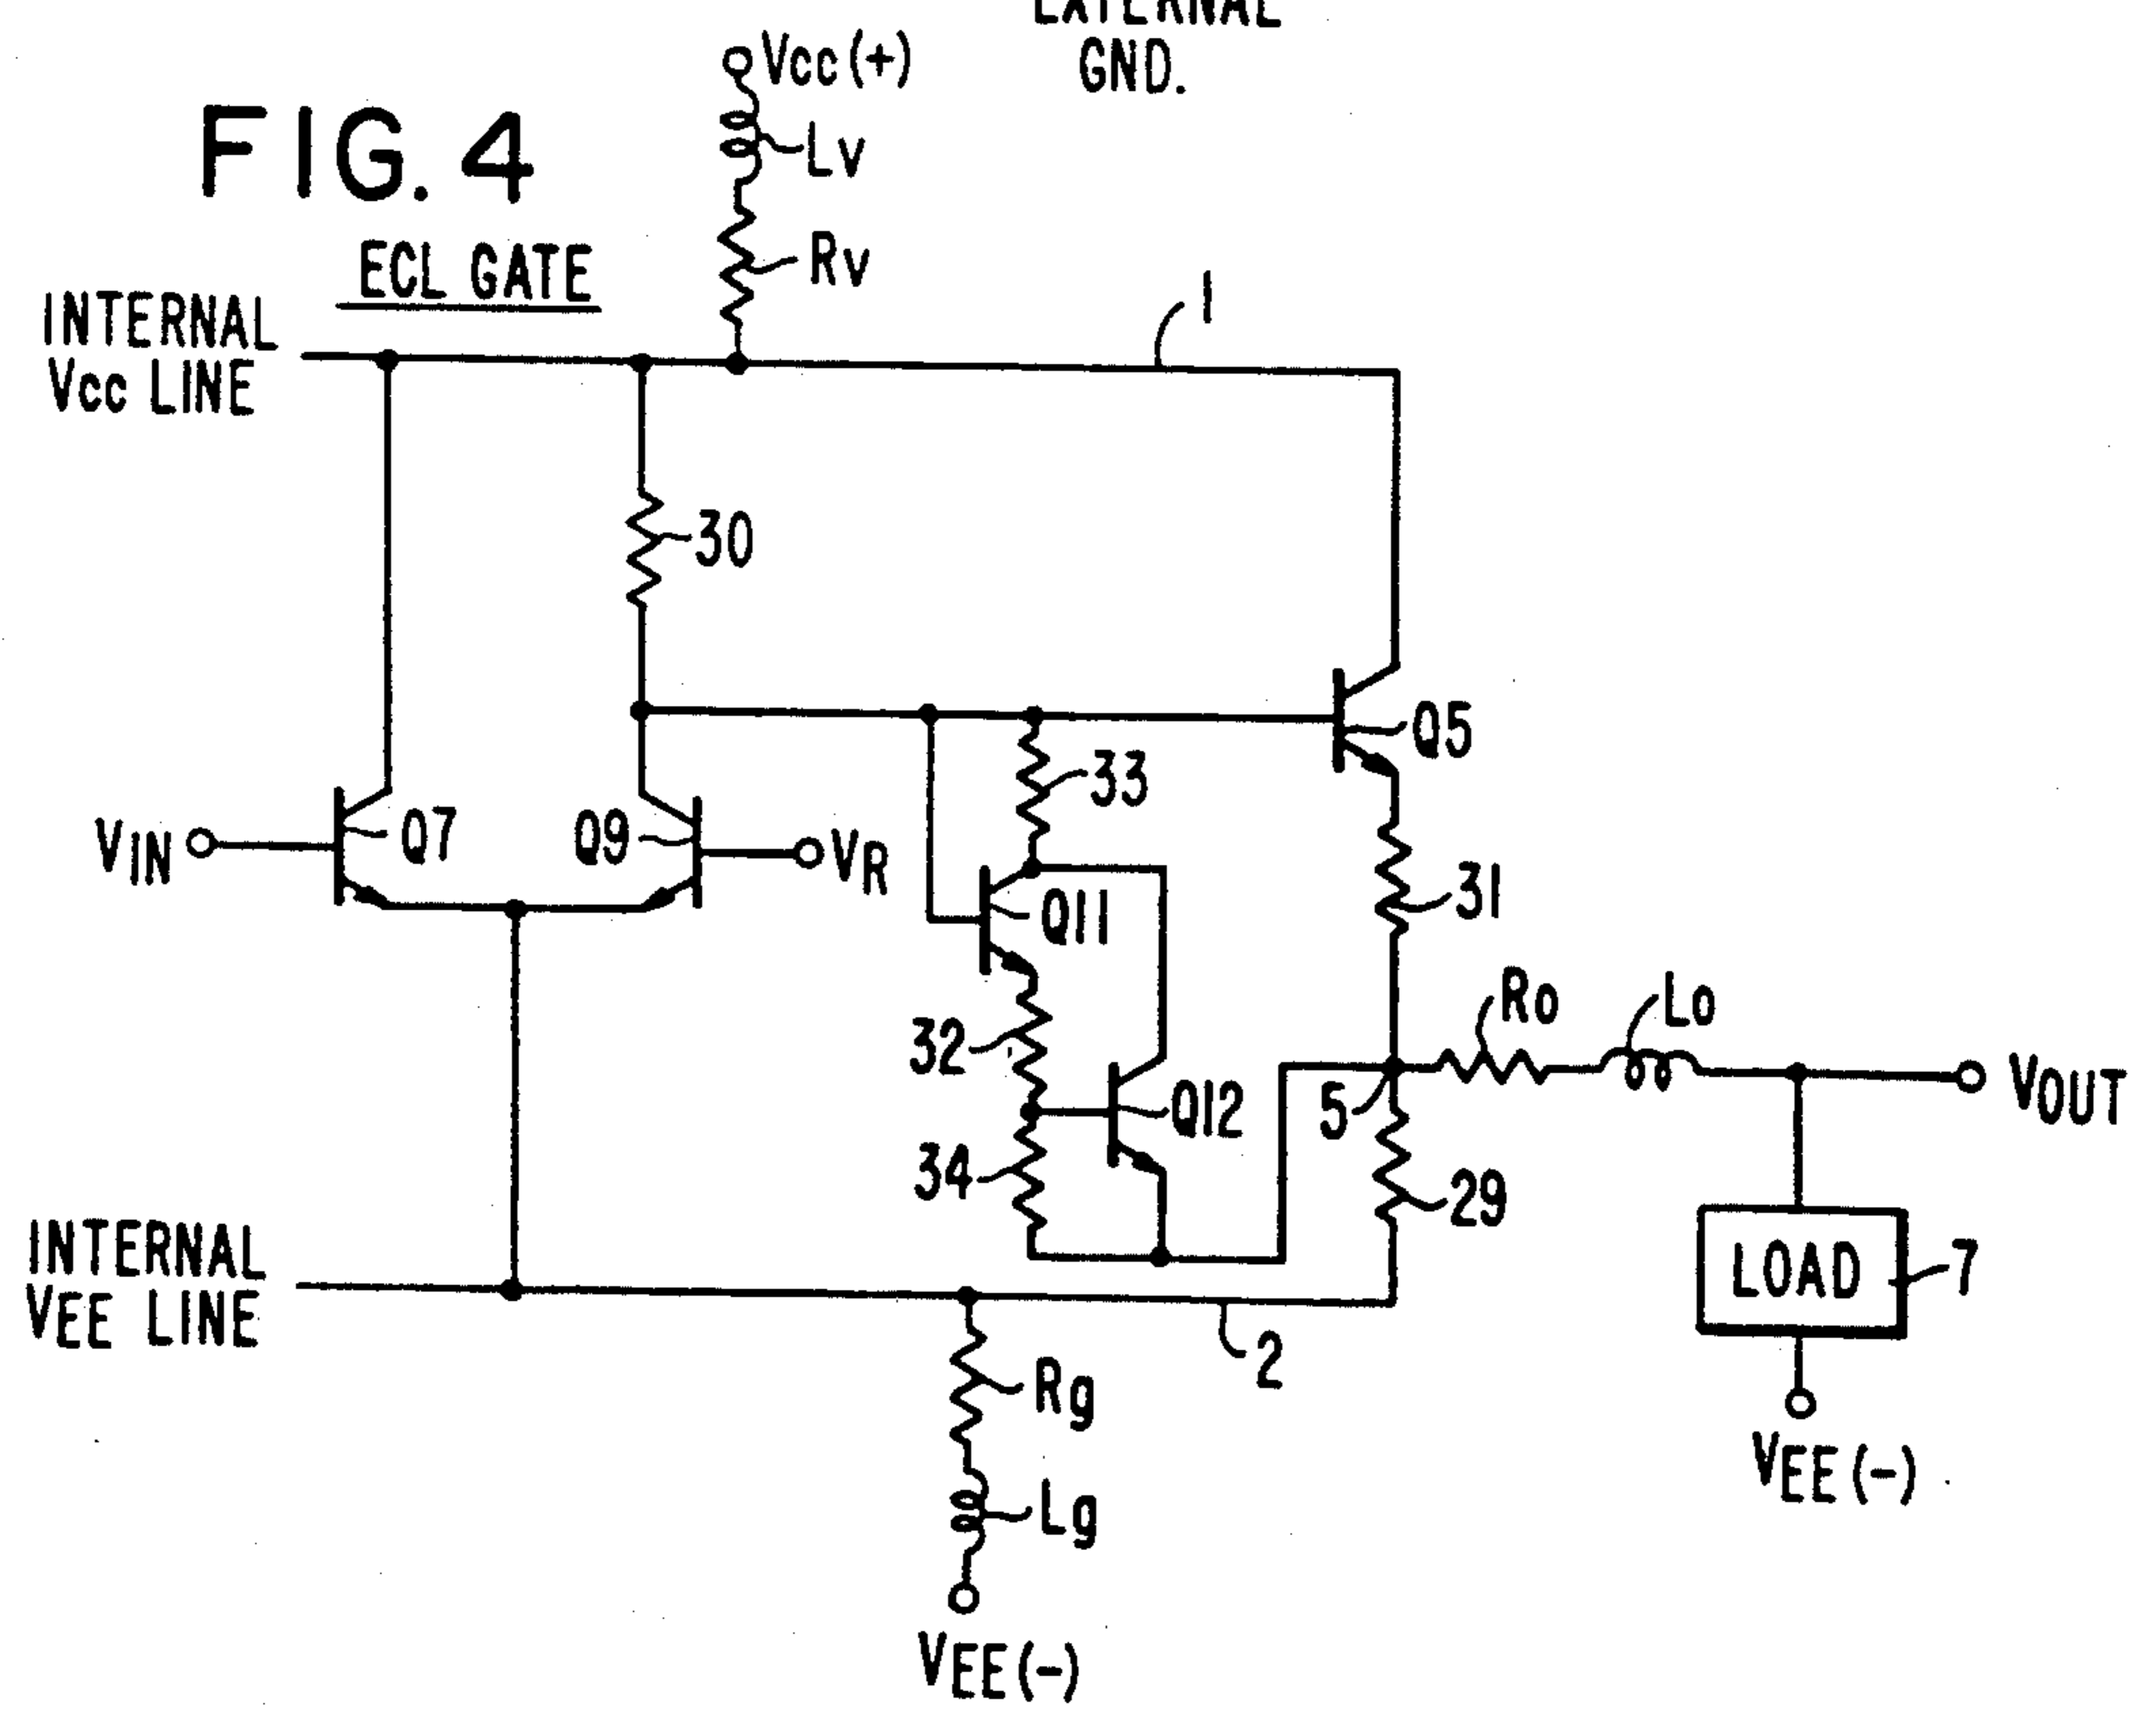 EXTERNAL
GND.
Vcc(+)
FIG. 4
Lv
ECL GATE
Rv
INTERNAL
Vcc LINE
1
30
Q5
33
VIN
Q7
Q9
VR
31
Q11
Ro
Lo
32
Q12
5
VOUT
34
29
INTERNAL
VEE LINE
LOAD
7
2
Rg
VEE(-)
Lg
VEE(-)